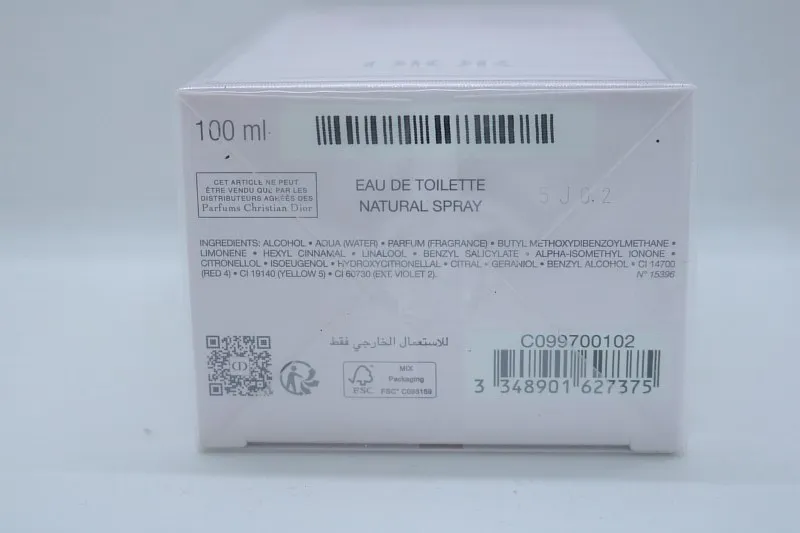 100 ml
CET ARTICLE NE PEUT
ÊTRE VENDU QUE PAR LES
DISTRIBUTEURS AGRÉÉS DES
Parfums Christian Dior
EAU DE TOILETTE
NATURAL SPRAY
5J02
INGREDIENTS: ALCOHOL • AQUA (WATER) • PARFUM (FRAGRANCE) • BUTYL METHOXYDIBENZOYLMETHANE •
LIMONENE • HEXYL CINNAMAL • LINALOOL • BENZYL SALICYLATE • ALPHA-ISOMETHYL IONONE •
CITRONELLOL • ISOEUGENOL • HYDROXYCITRONELLAL • CITRAL • GERANIOL • BENZYL ALCOHOL • CI 14700
(RED 4) • CI 19140 (YELLOW 5) • CI 60730 (EXT. VIOLET 2).
N° 15396
للاستعمال الخارجي فقط
CD
FSC
MIX
Packaging
FSC® C093169
C099700102
3 348901 627375